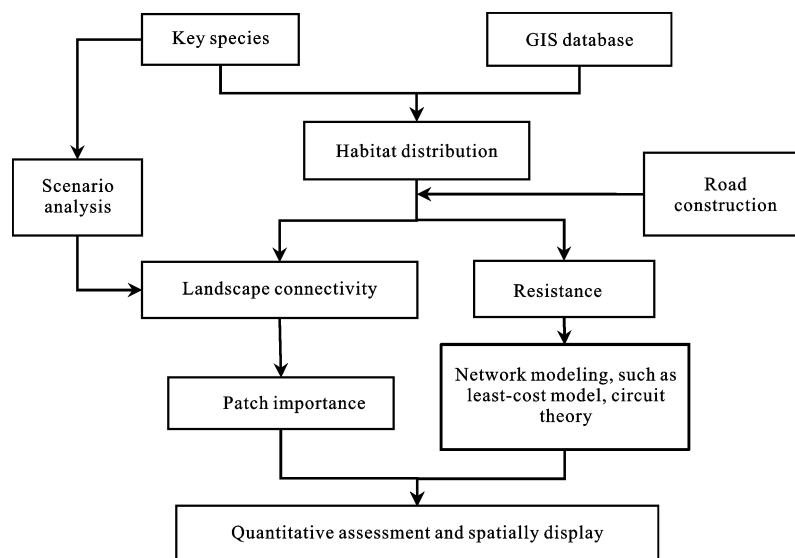 Key species
GIS database
Habitat distribution
Scenario
analysis
Road
construction
Landscape connectivity
Resistance
Patch importance
Network modeling, such as
least-cost model, circuit
theory
Quantitative assessment and spatially display